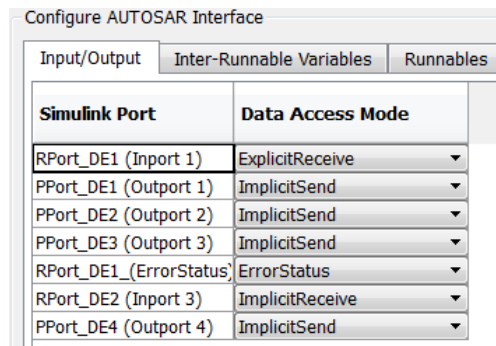 Configure AUTOSAR Interface
Input/Output Inter-Runnable Variables Runnables
Simulink Port Data Access Mode
RPort_DE1 (Inport 1) ExplicitReceive
PPort_DE1 (Outport 1) ImplicitSend
PPort_DE2 (Outport 2) ImplicitSend
PPort_DE3 (Outport 3) ImplicitSend
RPort_DE1_(ErrorStatus) ErrorStatus
RPort_DE2 (Inport 3) ImplicitReceive
PPort_DE4 (Outport 4) ImplicitSend